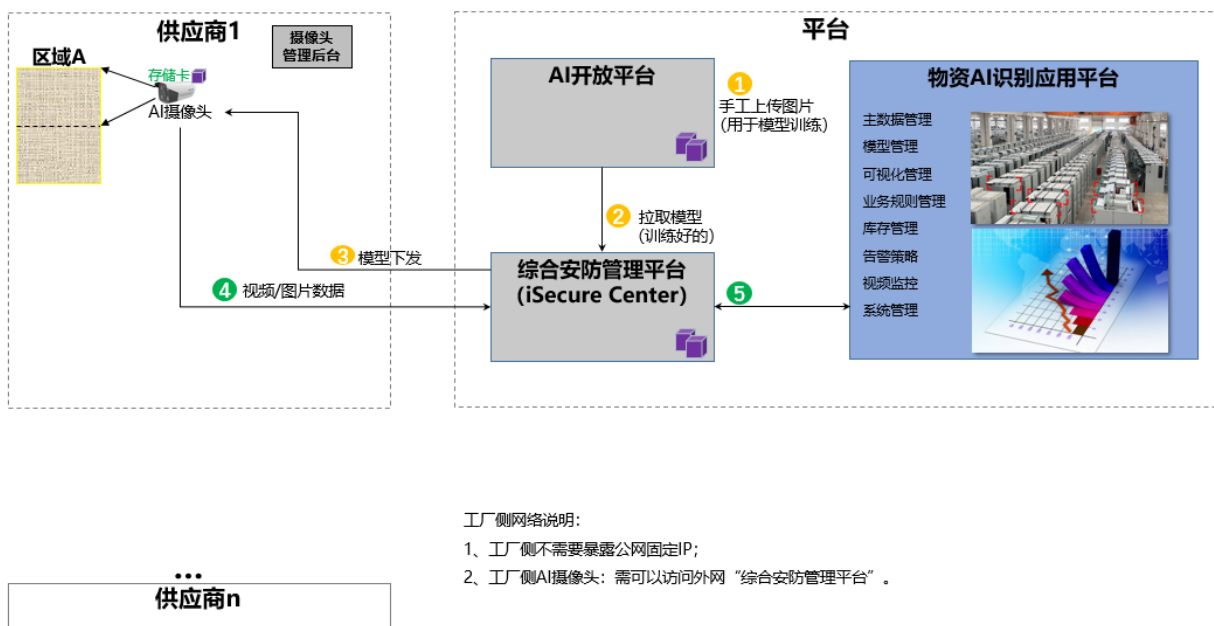 供应商1
摄像头
管理后台
区域A
存储卡
AI摄像头
平台
AI开放平台
1
手工上传图片
(用于模型训练)
2
拉取模型
(训练好的)
3 模型下发
4 视频/图片数据
综合安防管理平台
(iSecure Center)
5
物资AI识别应用平台
主数据管理
模型管理
可视化管理
业务规则管理
库存管理
告警策略
视频监控
系统管理
工厂侧网络说明：
1、工厂侧不需要暴露公网固定IP；
2、工厂侧AI摄像头：需可以访问外网“综合安防管理平台”。
...
供应商n